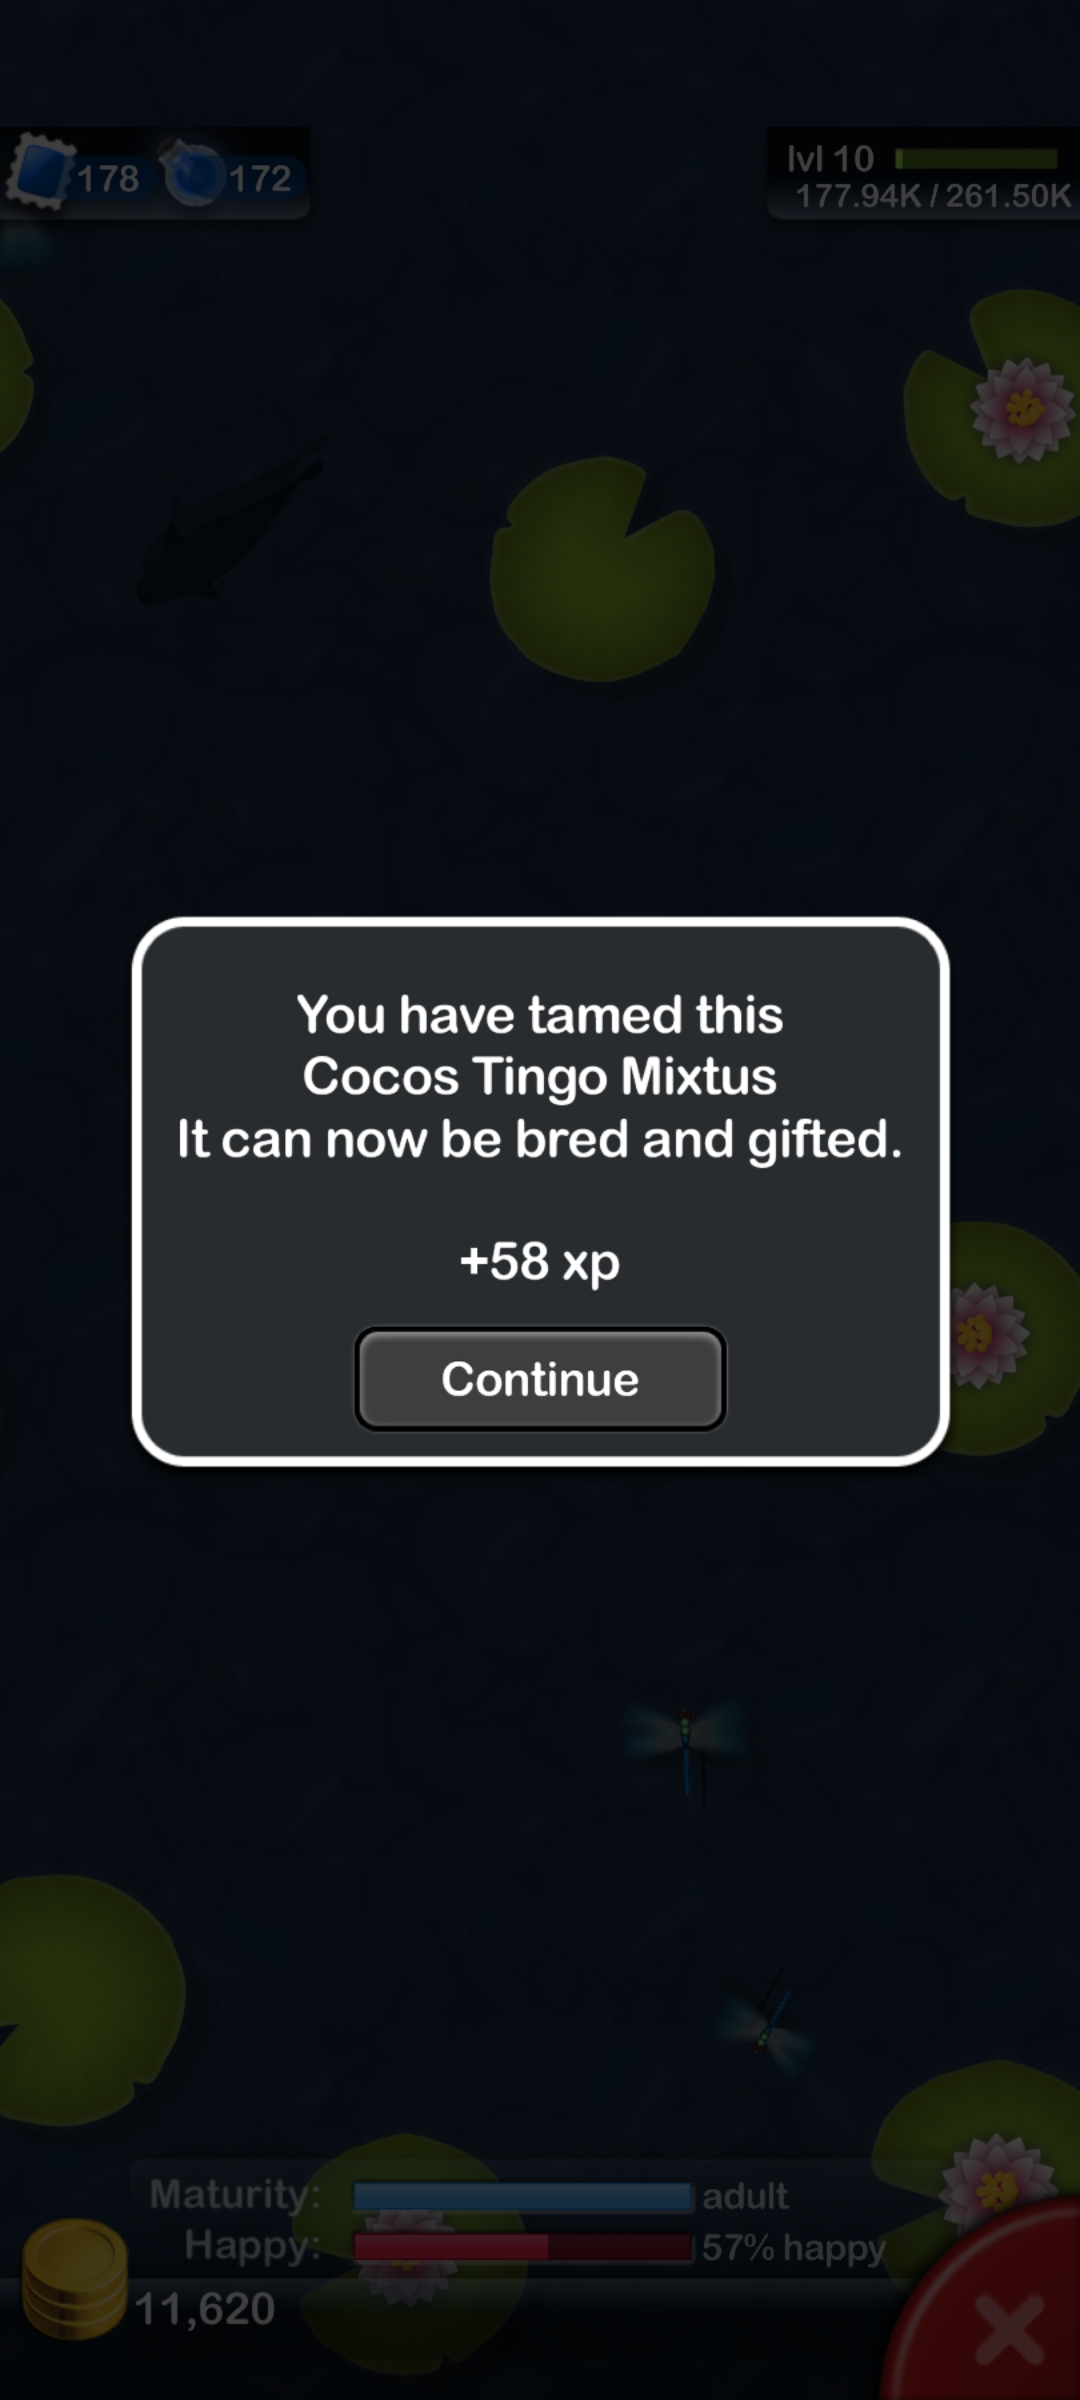 178 172
lvl 10
177.94K / 261.50K
You have tamed this
Cocos Tingo Mixtus
It can now be bred and gifted.
+58 xp
Continue
Maturity: adult
Happy: 57% happy
11,620